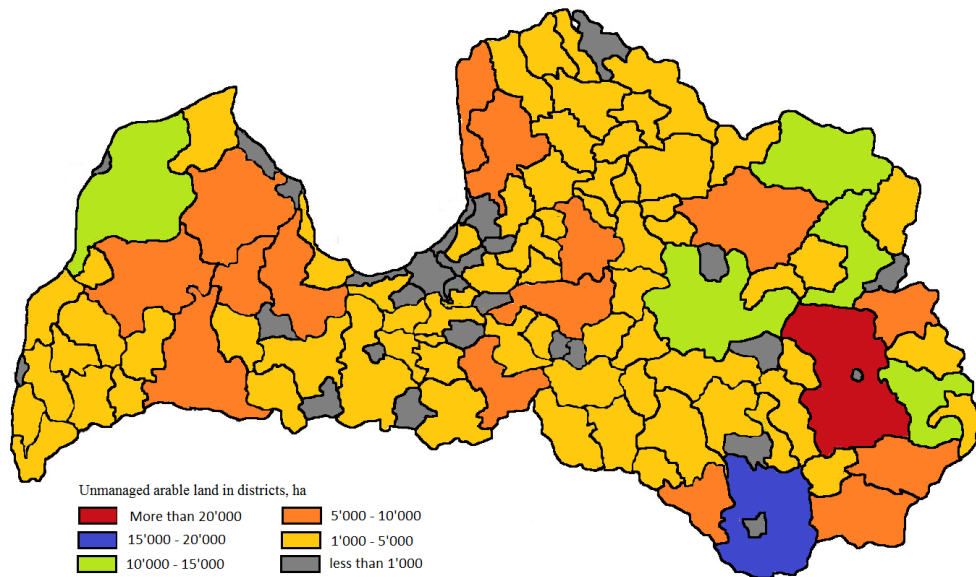 Unmanaged arable land in districts, ha
More than 20'000
5'000 - 10'000
15'000 - 20'000
1'000 - 5'000
10'000 - 15'000
less than 1'000